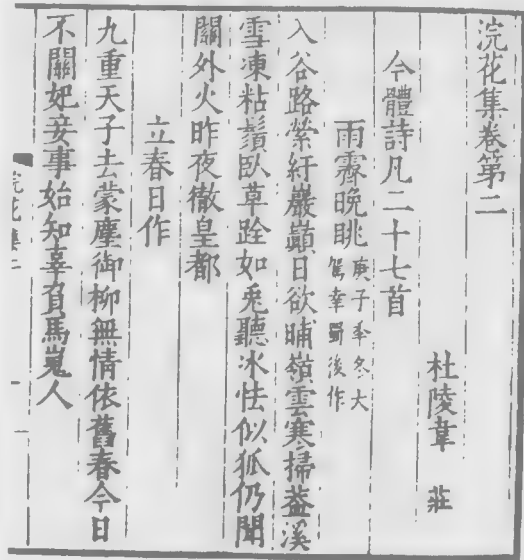 浣花集卷第二
杜陵韋 莊
今體詩凡二十七首
雨霽晚眺 庚子秊冬大
駕幸蜀後作
入谷路縈紆巖巔日欲晡嶺雲寒掃蓋溪
雪凍粘鬚臥草跧如兎聽氷怯似狐仍聞
關外火昨夜徹皇都
立春日作
九重天子去蒙塵御柳無情依舊春今日
不關妃妾事始知辜負馬嵬人
浣花集二 一